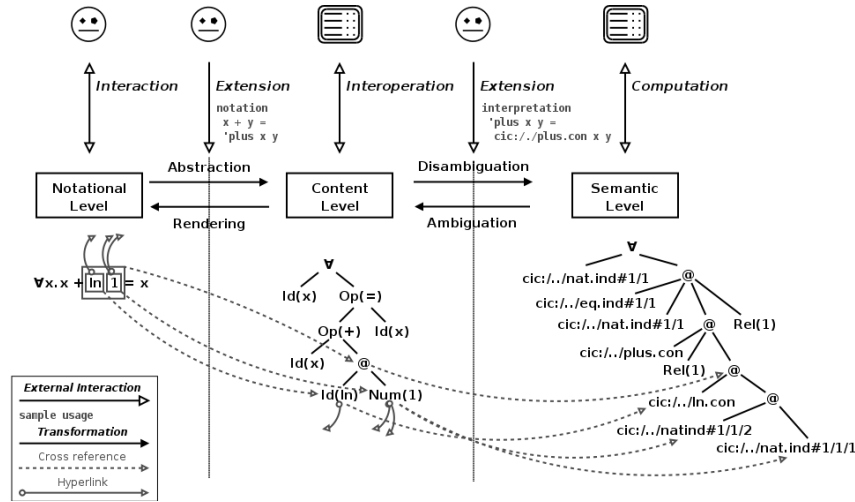 Interaction
Extension
Interoperation
Extension
Computation
notation
x + y =
'plus x y
interpretation
'plus x y =
cic:/./plus.con x y
Abstraction
Disambiguation
Notational
Level
Content
Level
Semantic
Level
Rendering
Ambiguation
∀x.x + ln 1 = x
∀
Id(x)
Op(=)
Op(+)
Id(x)
Id(x)
@
Id(ln)
Num(1)
∀
cic:/../nat.ind#1/1
@
cic:/../eq.ind#1/1
cic:/../nat.ind#1/1
@
Rel(1)
cic:/../plus.con
Rel(1)
@
cic:/../ln.con
@
cic:/../natind#1/1/2
cic:/../nat.ind#1/1/1
External Interaction
sample usage
Transformation
Cross reference
Hyperlink